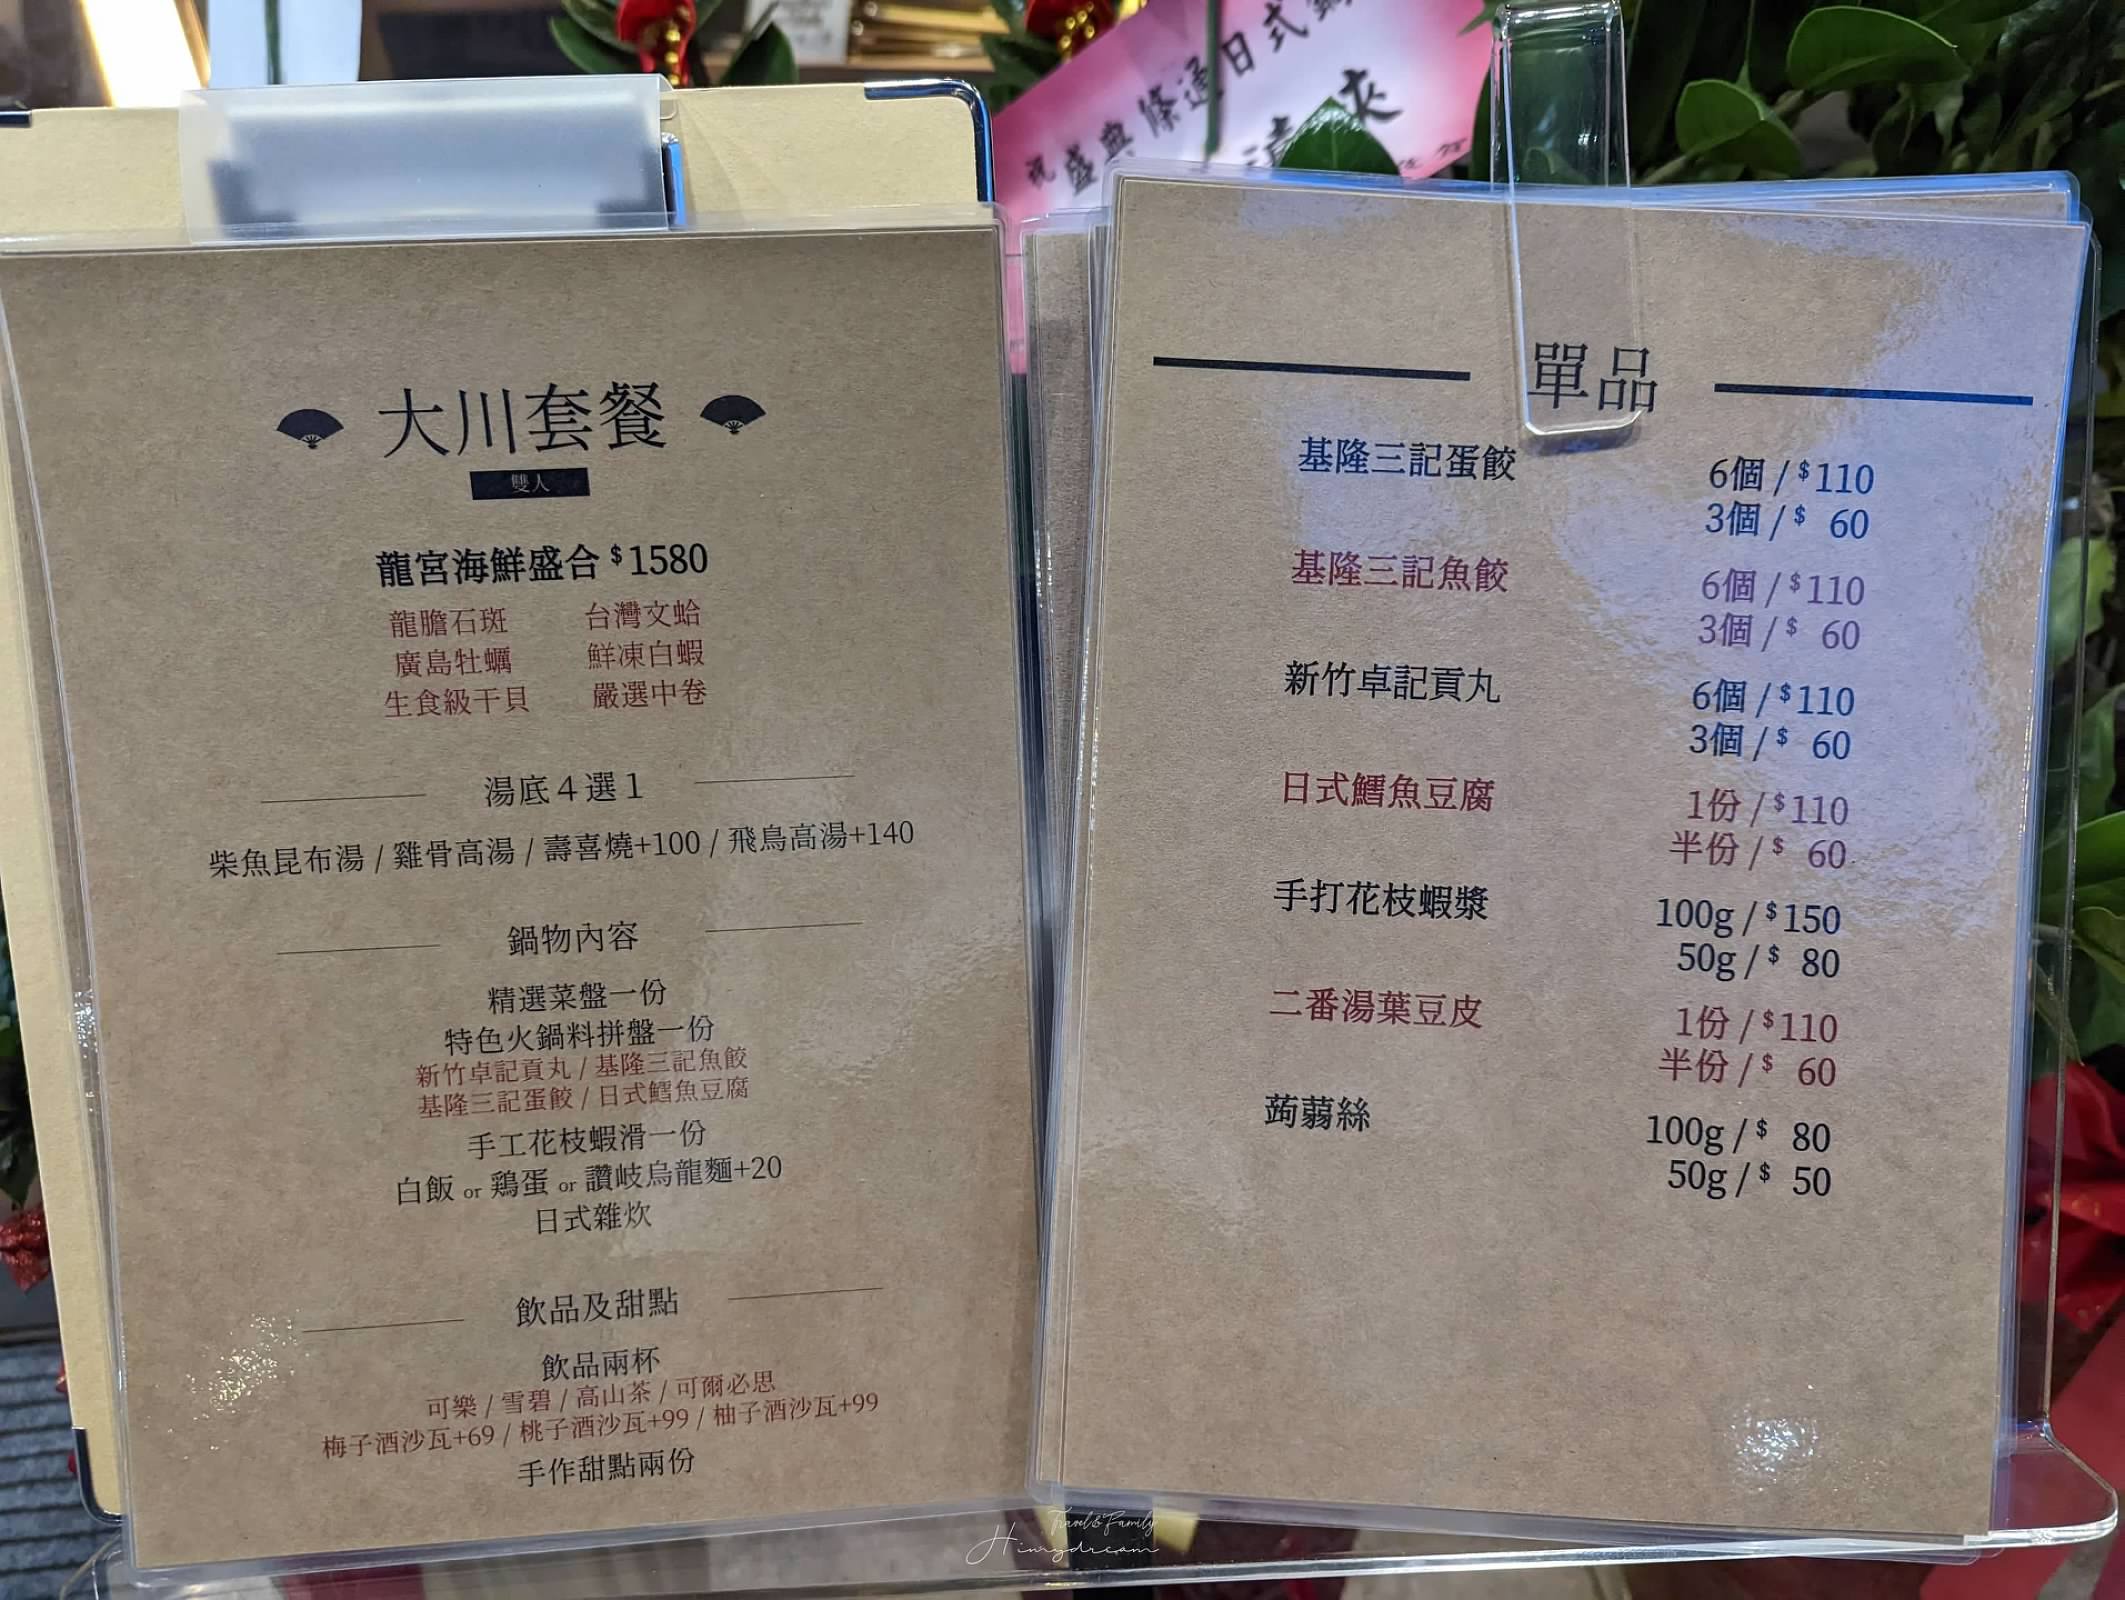 祝
盛典 條通日式鍋
大川套餐
雙人
龍宮海鮮盛合 $1580
龍膽石斑 台灣文蛤
廣島牡蠣 鮮凍白蝦
生食級干貝 嚴選中卷
湯底4選1
柴魚昆布湯 / 雞骨高湯 / 壽喜燒+100 / 飛鳥高湯+140
鍋物內容
精選菜盤一份
特色火鍋料拼盤一份
新竹卓記貢丸 / 基隆三記魚餃
基隆三記蛋餃 / 日式鱈魚豆腐
手工花枝蝦滑一份
白飯 or 鶏蛋 or 讚岐烏龍麵+20
日式雜炊
飲品及甜點
飲品兩杯
可樂 / 雪碧 / 高山茶 / 可爾必思
梅子酒沙瓦+69 / 桃子酒沙瓦+99 / 柚子酒沙瓦+99
手作甜點兩份
單品
基隆三記蛋餃 6個 / $110
3個 / $ 60
基隆三記魚餃 6個 / $110
3個 / $ 60
新竹卓記貢丸 6個 / $110
3個 / $ 60
日式鱈魚豆腐 1份 / $110
半份 / $ 60
手打花枝蝦漿 100g / $150
50g / $ 80
二番湯葉豆皮 1份 / $110
半份 / $ 60
蒟蒻絲 100g / $ 80
50g / $ 50
Travel&Family
Hinrydream